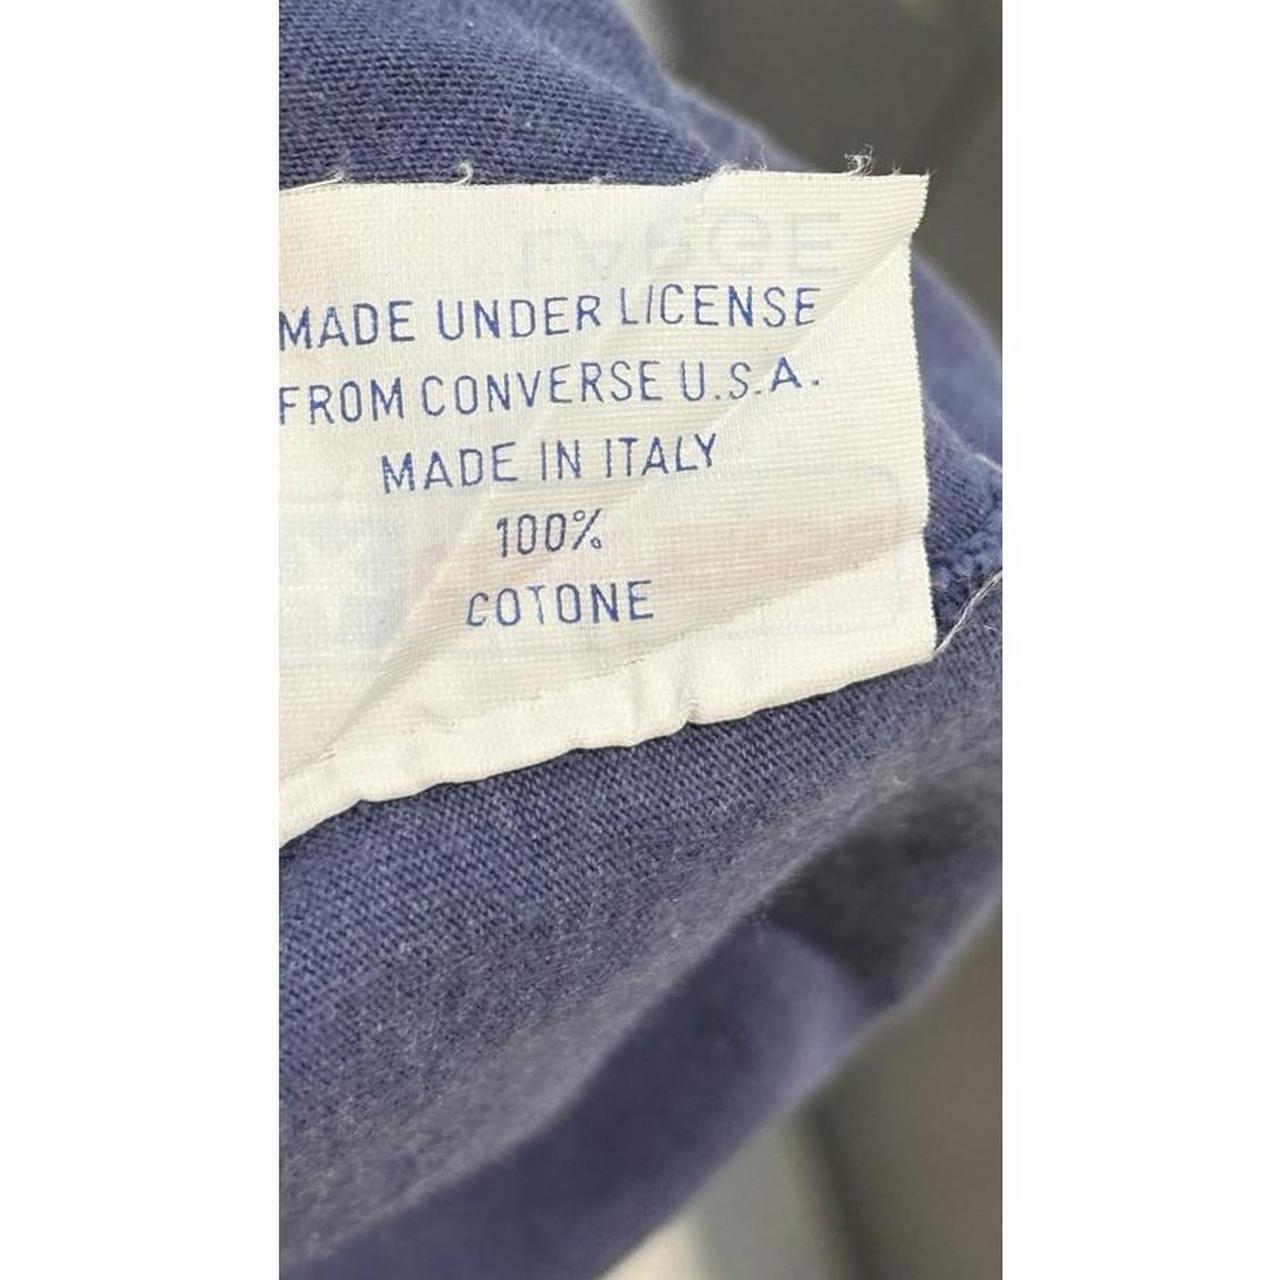 MADE UNDER LICENSE
FROM CONVERSE U.S.A.
MADE IN ITALY
100%
COTONE